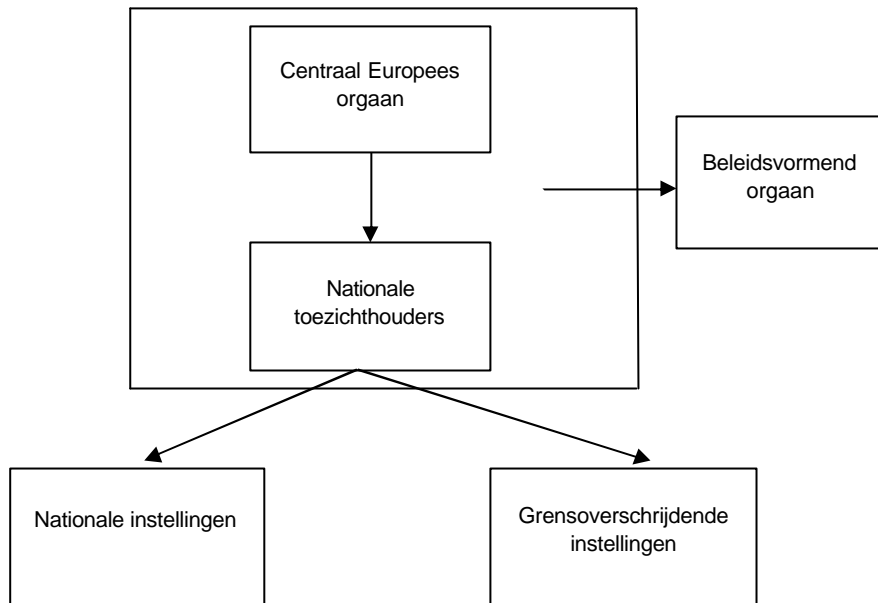 Centraal Europees
orgaan
Beleidsvormend
orgaan
Nationale
toezichthouders
Nationale instellingen
Grensoverschrijdende
instellingen